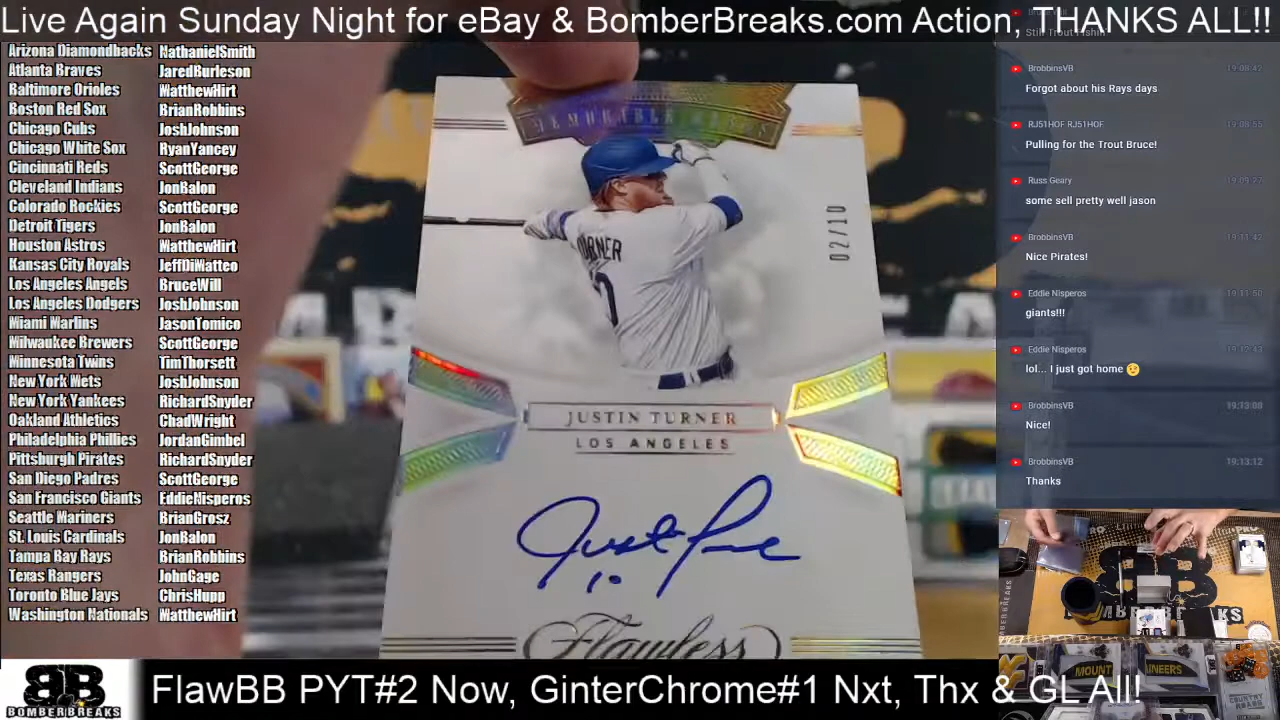 Live Again Sunday Night for eBay & BomberBreaks.com Action, THANKS ALL!!
Arizona Diamondbacks NathanielSmith
Atlanta Braves JaredBurleson
Baltimore Orioles MatthewHirt
Boston Red Sox BrianRobbins
Chicago Cubs JoshJohnson
Chicago White Sox RyanYancey
Cincinnati Reds ScottGeorge
Cleveland Indians JonBalon
Colorado Rockies ScottGeorge
Detroit Tigers JonBalon
Houston Astros MatthewHirt
Kansas City Royals JeffDiMatteo
Los Angeles Angels BruceWill
Los Angeles Dodgers JoshJohnson
Miami Marlins JasonTomico
Milwaukee Brewers ScottGeorge
Minnesota Twins TimThorsett
New York Mets JoshJohnson
New York Yankees RichardSnyder
Oakland Athletics ChadWright
Philadelphia Phillies JordanGimbel
Pittsburgh Pirates RichardSnyder
San Diego Padres ScottGeorge
San Francisco Giants EddieNisperos
Seattle Mariners BrianGrosz
St. Louis Cardinals JonBalon
Tampa Bay Rays BrianRobbins
Texas Rangers JohnGage
Toronto Blue Jays ChrisHupp
Washington Nationals MatthewHirt
MEMORABLE MARKS
02/10
JUSTIN TURNER
LOS ANGELES
10
Flawless
BrobbinsVB 19:08:42
Forgot about his Rays days
RJ51HOF RJ51HOF 19:08:55
Pulling for the Trout Bruce!
Russ Geary 19:09:27
some sell pretty well jason
BrobbinsVB 19:11:42
Nice Pirates!
Eddie Nisperos 19:11:50
giants!!!
Eddie Nisperos 19:12:43
lol... I just got home 🤨
BrobbinsVB 19:13:08
Nice!
BrobbinsVB 19:13:12
Thanks
MOUNT AINEERS
BB
BOMBERBREAKS
FlawBB PYT#2 Now, GinterChrome#1 Nxt, Thx & GL All!